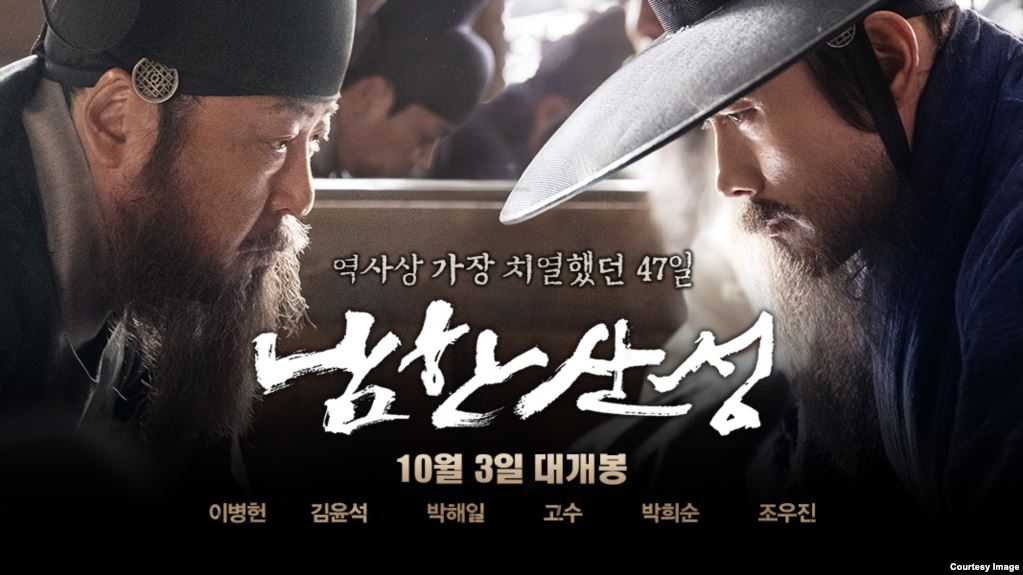 역사상 가장 치열했던 47일
남한산성
10월 3일 대개봉
이병헌 김윤석 박해일 고수 박희순 조우진
Courtesy Image